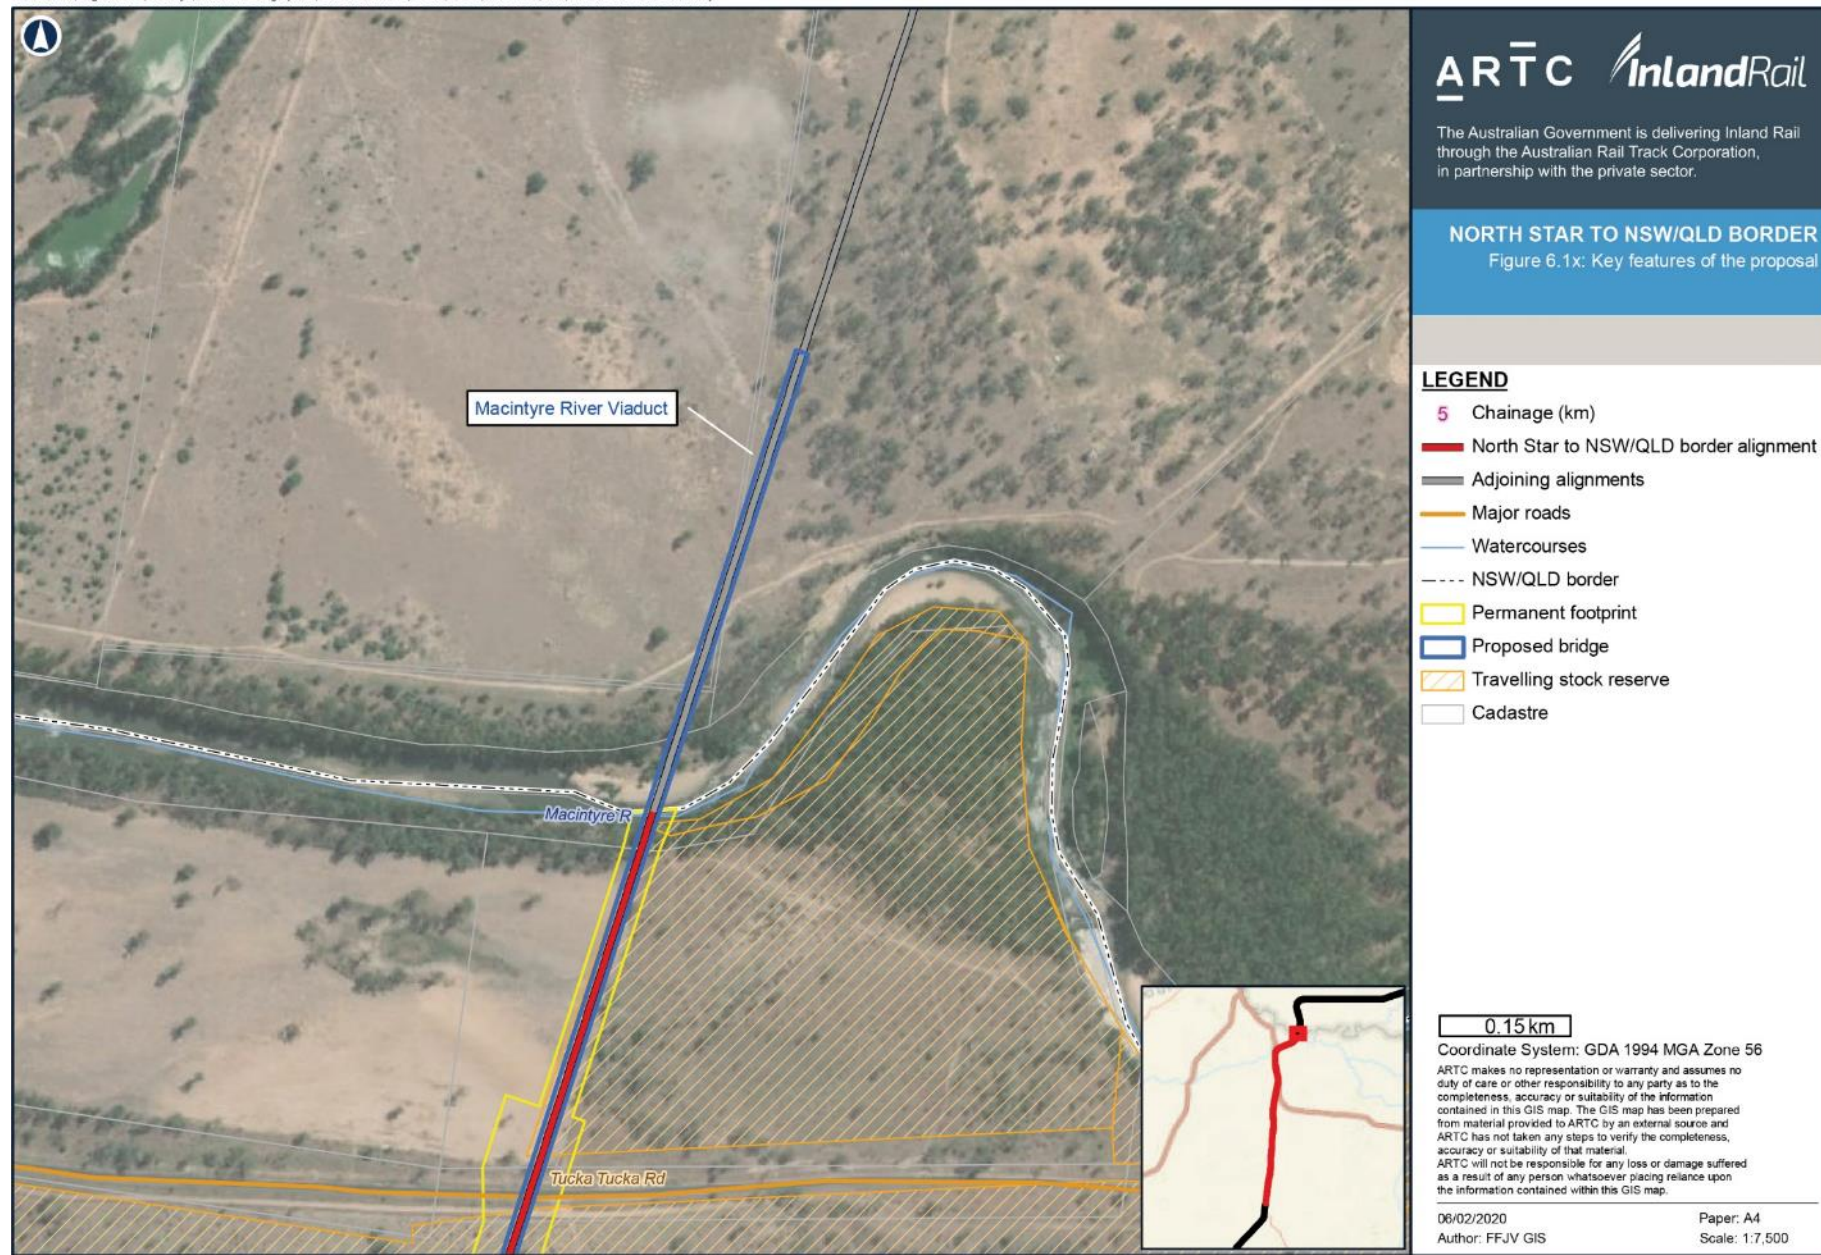 Macintyre River Viaduct
Macintyre R
Tucka Tucka Rd
ARTC InlandRail
The Australian Government is delivering Inland Rail
through the Australian Rail Track Corporation,
in partnership with the private sector.
NORTH STAR TO NSW/QLD BORDER
Figure 6.1x: Key features of the proposal
LEGEND
5 Chainage (km)
North Star to NSW/QLD border alignment
Adjoining alignments
Major roads
Watercourses
NSW/QLD border
Permanent footprint
Proposed bridge
Travelling stock reserve
Cadastre
0.15 km
Coordinate System: GDA 1994 MGA Zone 56
ARTC makes no representation or warranty and assumes no
duty of care or other responsibility to any party as to the
completeness, accuracy or suitability of the information
contained in this GIS map. The GIS map has been prepared
from material provided to ARTC by an external source and
ARTC has not taken any steps to verify the completeness,
accuracy or suitability of that material.
ARTC will not be responsible for any loss or damage suffered
as a result of any person whatsoever placing reliance upon
the information contained within this GIS map.
06/02/2020 Paper: A4
Author: FFJV GIS Scale: 1:7,500